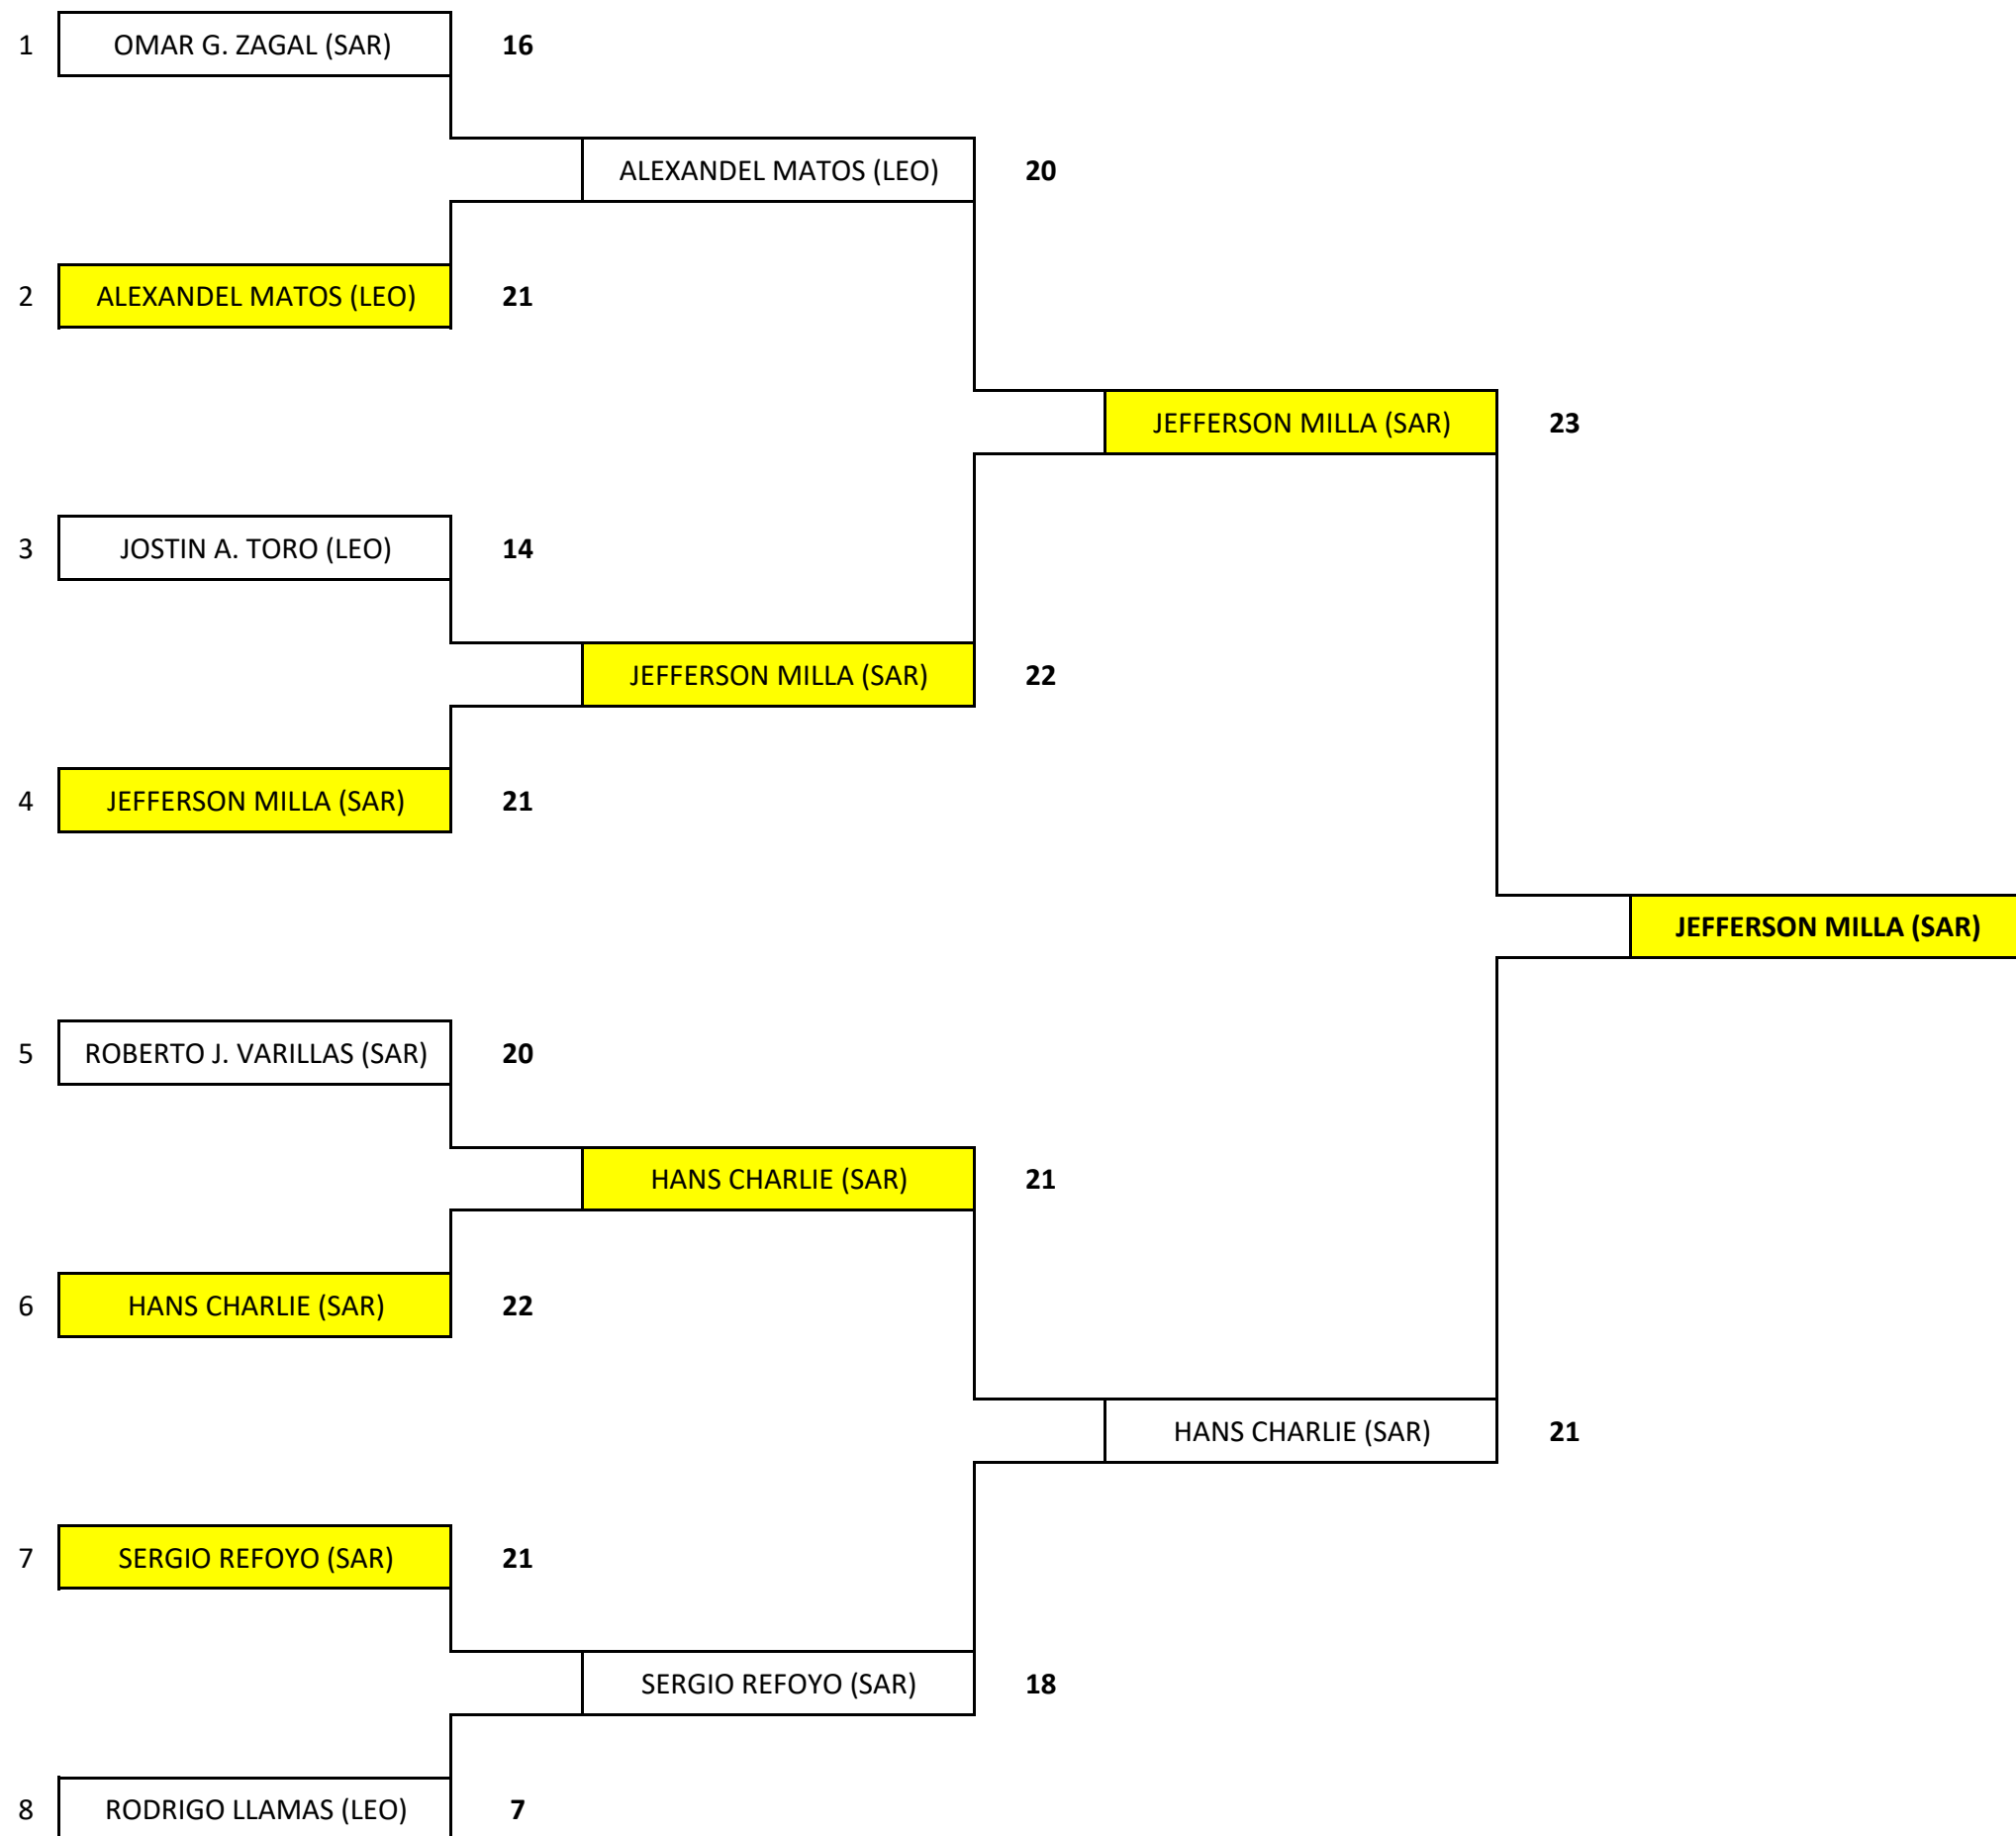 1 OMAR G. ZAGAL (SAR) 16
ALEXANDEL MATOS (LEO) 20
2 ALEXANDEL MATOS (LEO) 21
JEFFERSON MILLA (SAR) 23
3 JOSTIN A. TORO (LEO) 14
JEFFERSON MILLA (SAR) 22
4 JEFFERSON MILLA (SAR) 21
JEFFERSON MILLA (SAR)
5 ROBERTO J. VARILLAS (SAR) 20
HANS CHARLIE (SAR) 21
6 HANS CHARLIE (SAR) 22
HANS CHARLIE (SAR) 21
7 SERGIO REFOYO (SAR) 21
SERGIO REFOYO (SAR) 18
8 RODRIGO LLAMAS (LEO) 7